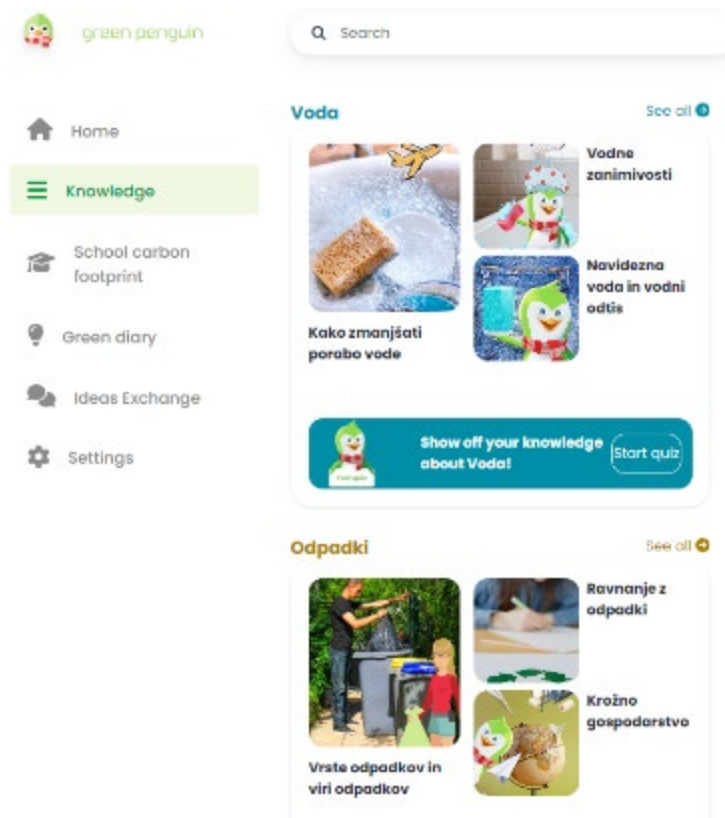 green penguin
Search
Home
Knowledge
School carbon
footprint
Green diary
Ideas Exchange
Settings
Voda
See all
Kako zmanjšati
porabo vode
Vodne
zanimivosti
Navidezna
voda in vodni
odtis
Show off your knowledge
about Voda!
Start quiz
Odpadki
See all
Vrste odpadkov in
viri odpadkov
Ravnanje z
odpadki
Krožno
gospodarstvo